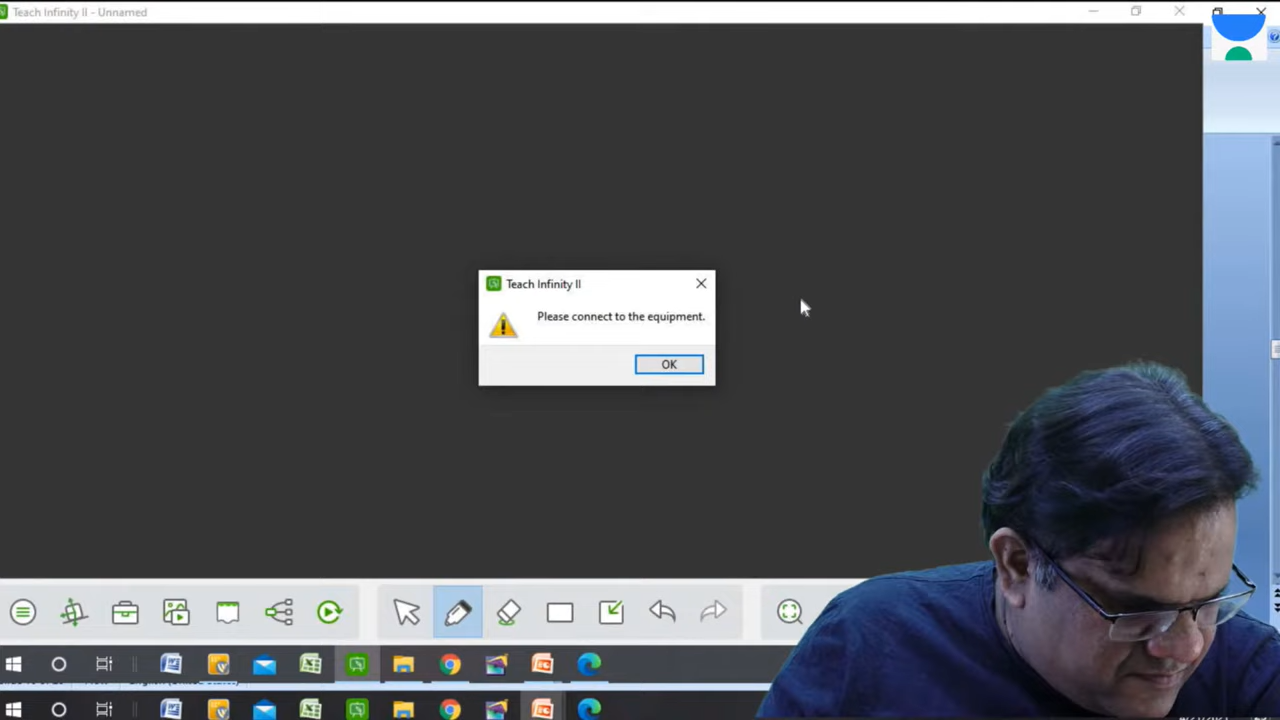 Teach Infinity II - Unnamed
Teach Infinity II
Please connect to the equipment.
OK